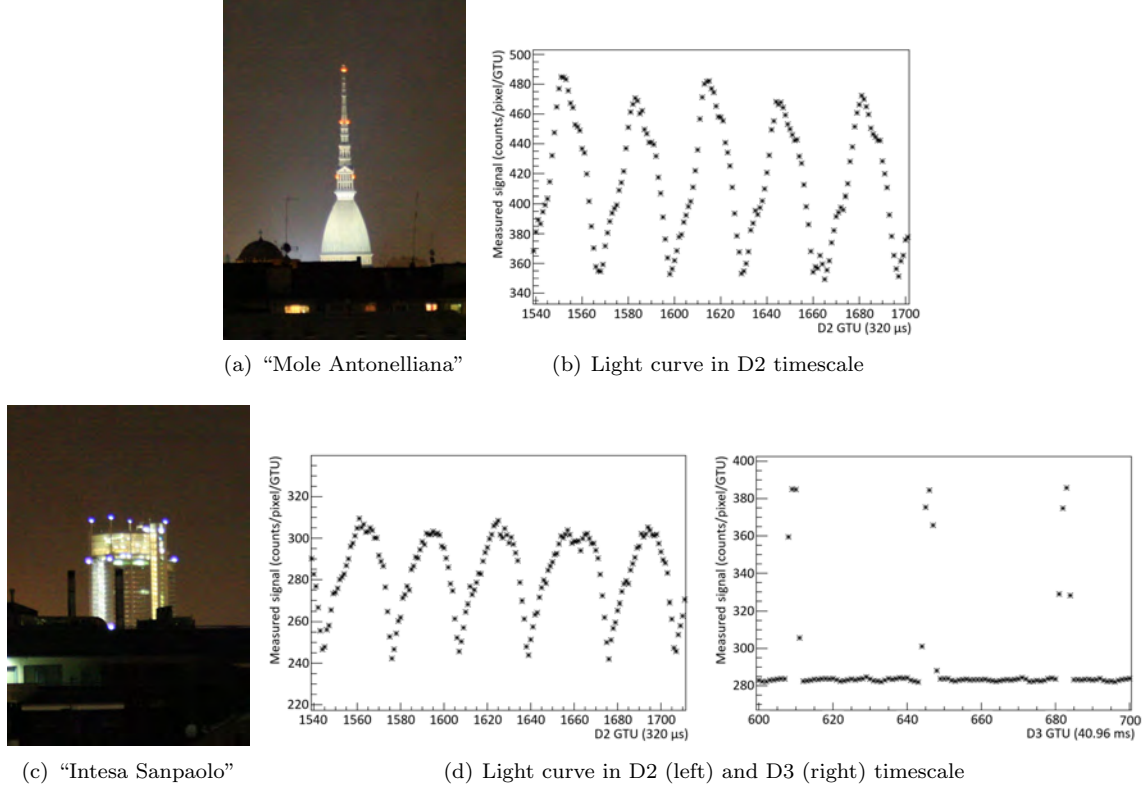 Measured signal (counts/pixel/GTU)
500
480
460
440
420
400
380
360
340
1540 1560 1580 1600 1620 1640 1660 1680 1700
D2 GTU (320 µs)
(a) “Mole Antonelliana”
(b) Light curve in D2 timescale
Measured signal (counts/pixel/GTU)
320
300
280
260
240
220
1540 1560 1580 1600 1620 1640 1660 1680 1700
D2 GTU (320 µs)
Measured signal (counts/pixel/GTU)
400
380
360
340
320
300
280
600 620 640 660 680 700
D3 GTU (40.96 ms)
(c) “Intesa Sanpaolo”
(d) Light curve in D2 (left) and D3 (right) timescale